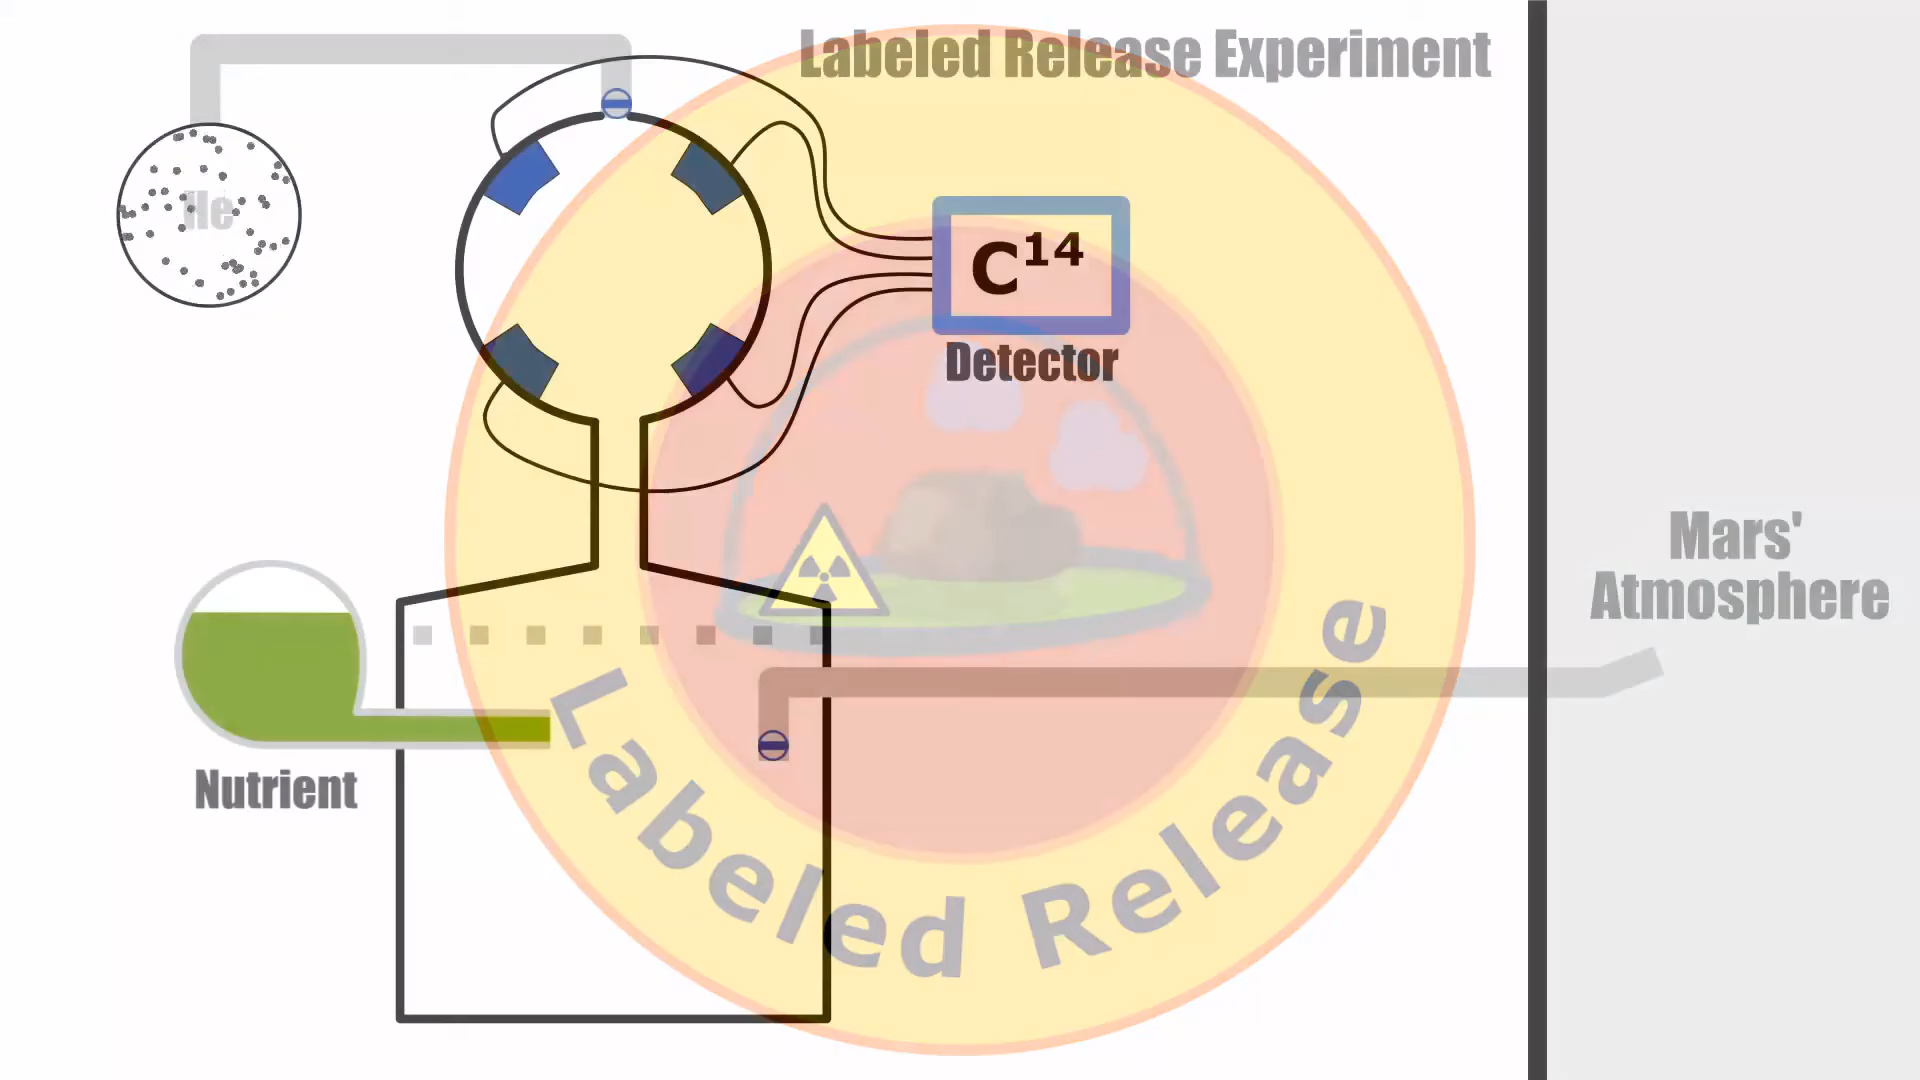 Labeled Release Experiment
He
C¹⁴
Detector
Mars'
Atmosphere
Nutrient
Labeled Release